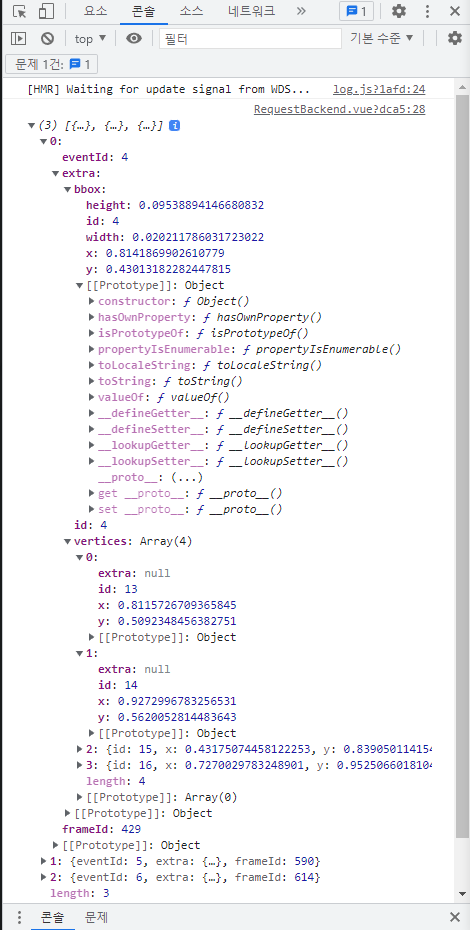 요소 콘솔 소스 네트워크 » 1
top ▼ 필터 기본 수준 ▼
문제 1건: 1
[HMR] Waiting for update signal from WDS... log.js?1afd:24
RequestBackend.vue?dca5:28
▼ (3) [{…}, {…}, {…}] i
▼ 0:
eventId: 4
▼ extra:
▼ bbox:
height: 0.09538894146680832
id: 4
width: 0.020211786031723022
x: 0.8141869902610779
y: 0.43013182282447815
▼ [[Prototype]]: Object
▶ constructor: ƒ Object()
▶ hasOwnProperty: ƒ hasOwnProperty()
▶ isPrototypeOf: ƒ isPrototypeOf()
▶ propertyIsEnumerable: ƒ propertyIsEnumerable()
▶ toLocaleString: ƒ toLocaleString()
▶ toString: ƒ toString()
▶ valueOf: ƒ valueOf()
▶ __defineGetter__: ƒ __defineGetter__()
▶ __defineSetter__: ƒ __defineSetter__()
▶ __lookupGetter__: ƒ __lookupGetter__()
▶ __lookupSetter__: ƒ __lookupSetter__()
__proto__: (...)
▶ get __proto__: ƒ __proto__()
▶ set __proto__: ƒ __proto__()
id: 4
▼ vertices: Array(4)
▼ 0:
extra: null
id: 13
x: 0.8115726709365845
y: 0.5092348456382751
▶ [[Prototype]]: Object
▼ 1:
extra: null
id: 14
x: 0.9272996783256531
y: 0.5620052814483643
▶ [[Prototype]]: Object
▶ 2: {id: 15, x: 0.43175074458122253, y: 0.839050114154
▶ 3: {id: 16, x: 0.7270029783248901, y: 0.9525066018104
length: 4
▶ [[Prototype]]: Array(0)
▶ [[Prototype]]: Object
frameId: 429
▶ [[Prototype]]: Object
▶ 1: {eventId: 5, extra: {…}, frameId: 590}
▶ 2: {eventId: 6, extra: {…}, frameId: 614}
length: 3
콘솔 문제